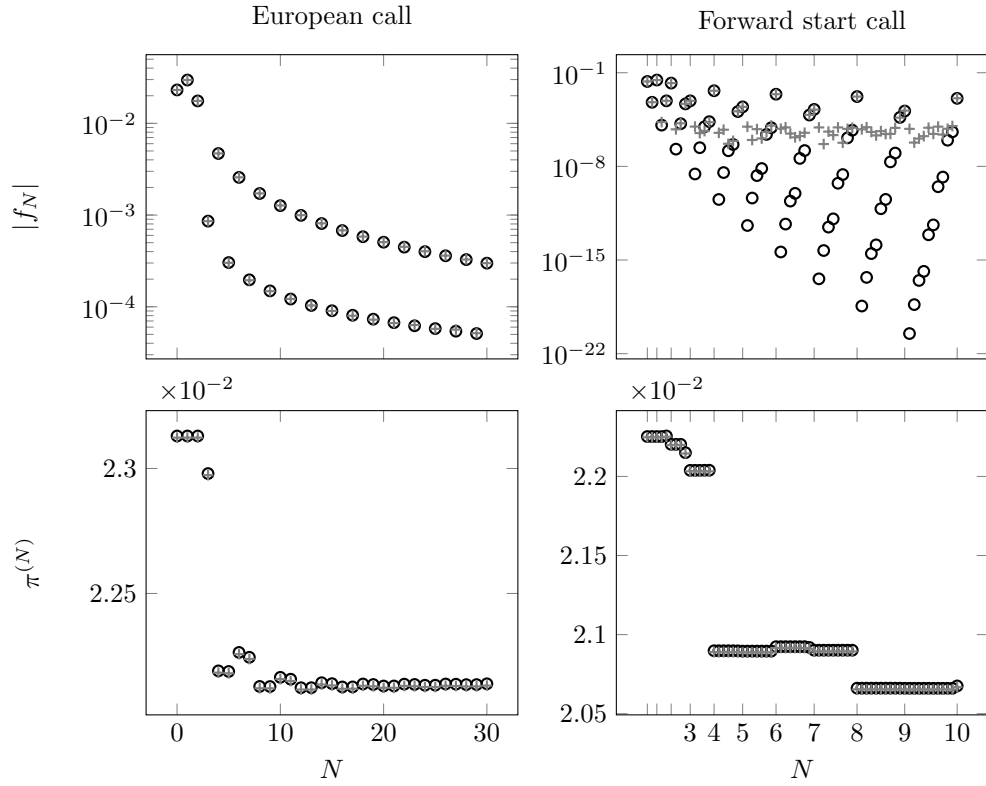 European call
Forward start call
10^{-2}
10^{-3}
10^{-4}
|f_N|
10^{-1}
10^{-8}
10^{-15}
10^{-22}
×10^{-2}
2.3
2.25
π^{(N)}
0 10 20 30
N
×10^{-2}
2.2
2.15
2.1
2.05
3 4 5 6 7 8 9 10
N